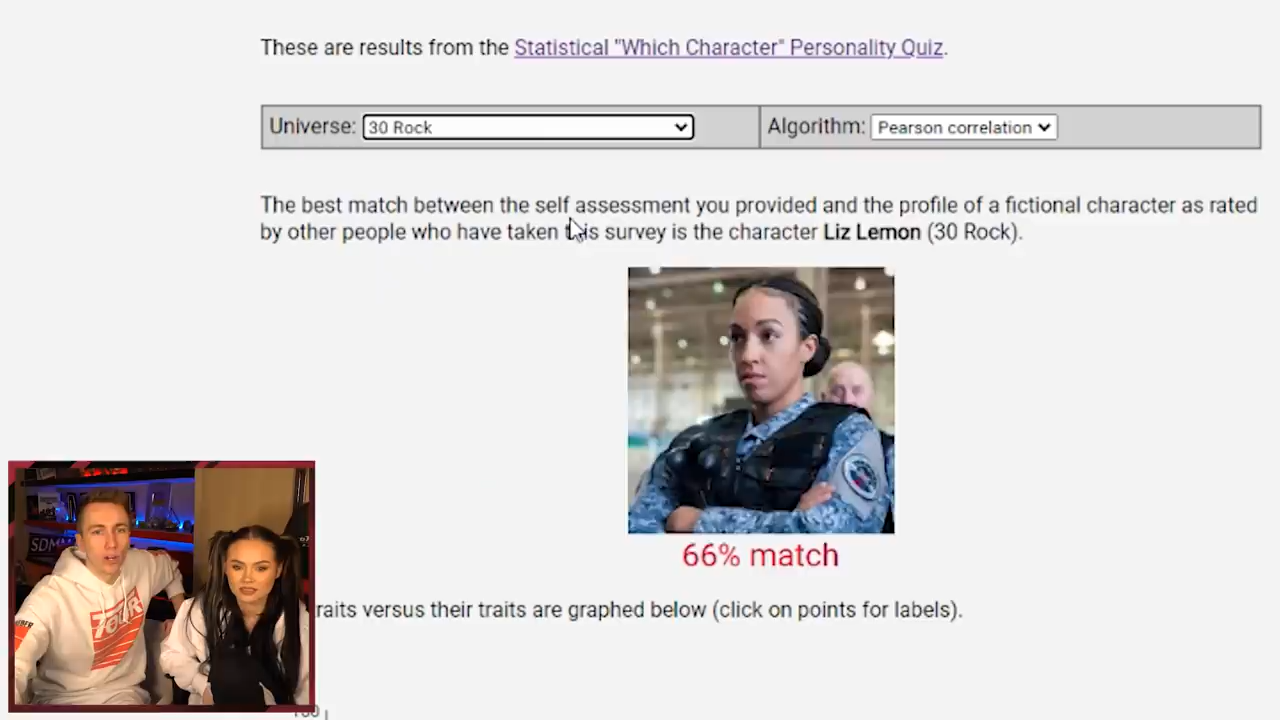 These are results from the Statistical "Which Character" Personality Quiz.
Universe: 30 Rock Algorithm: Pearson correlation
The best match between the self assessment you provided and the profile of a fictional character as rated
by other people who have taken this survey is the character Liz Lemon (30 Rock).
66% match
raits versus their traits are graphed below (click on points for labels).
SDMN
TOUR
100